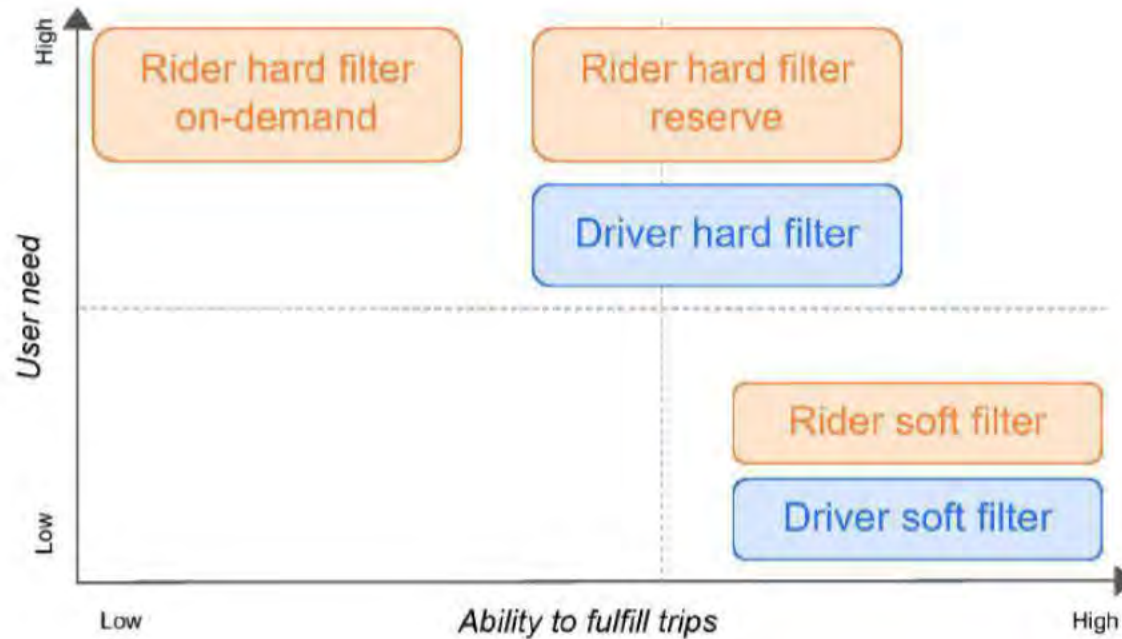 High
Rider hard filter
on-demand
Rider hard filter
reserve
Driver hard filter
User need
Rider soft filter
Driver soft filter
Low
Low
Ability to fulfill trips
High